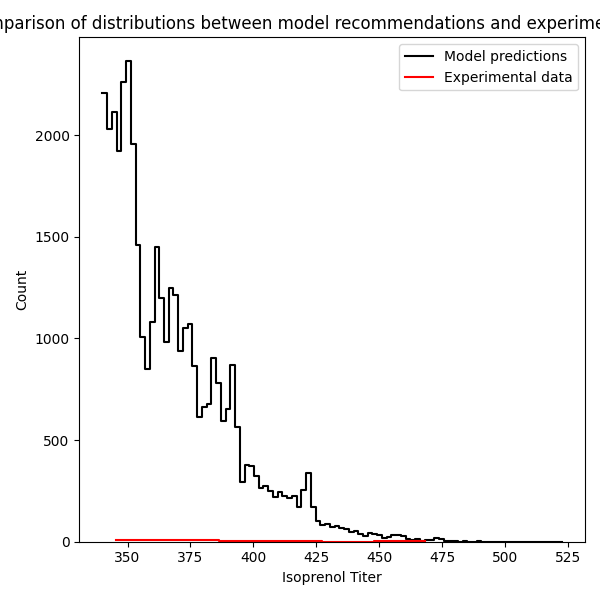 parison of distributions between model recommendations and experime
Model predictions
Experimental data
2000
1500
1000
500
0
Count
350
375
400
425
450
475
500
525
Isoprenol Titer